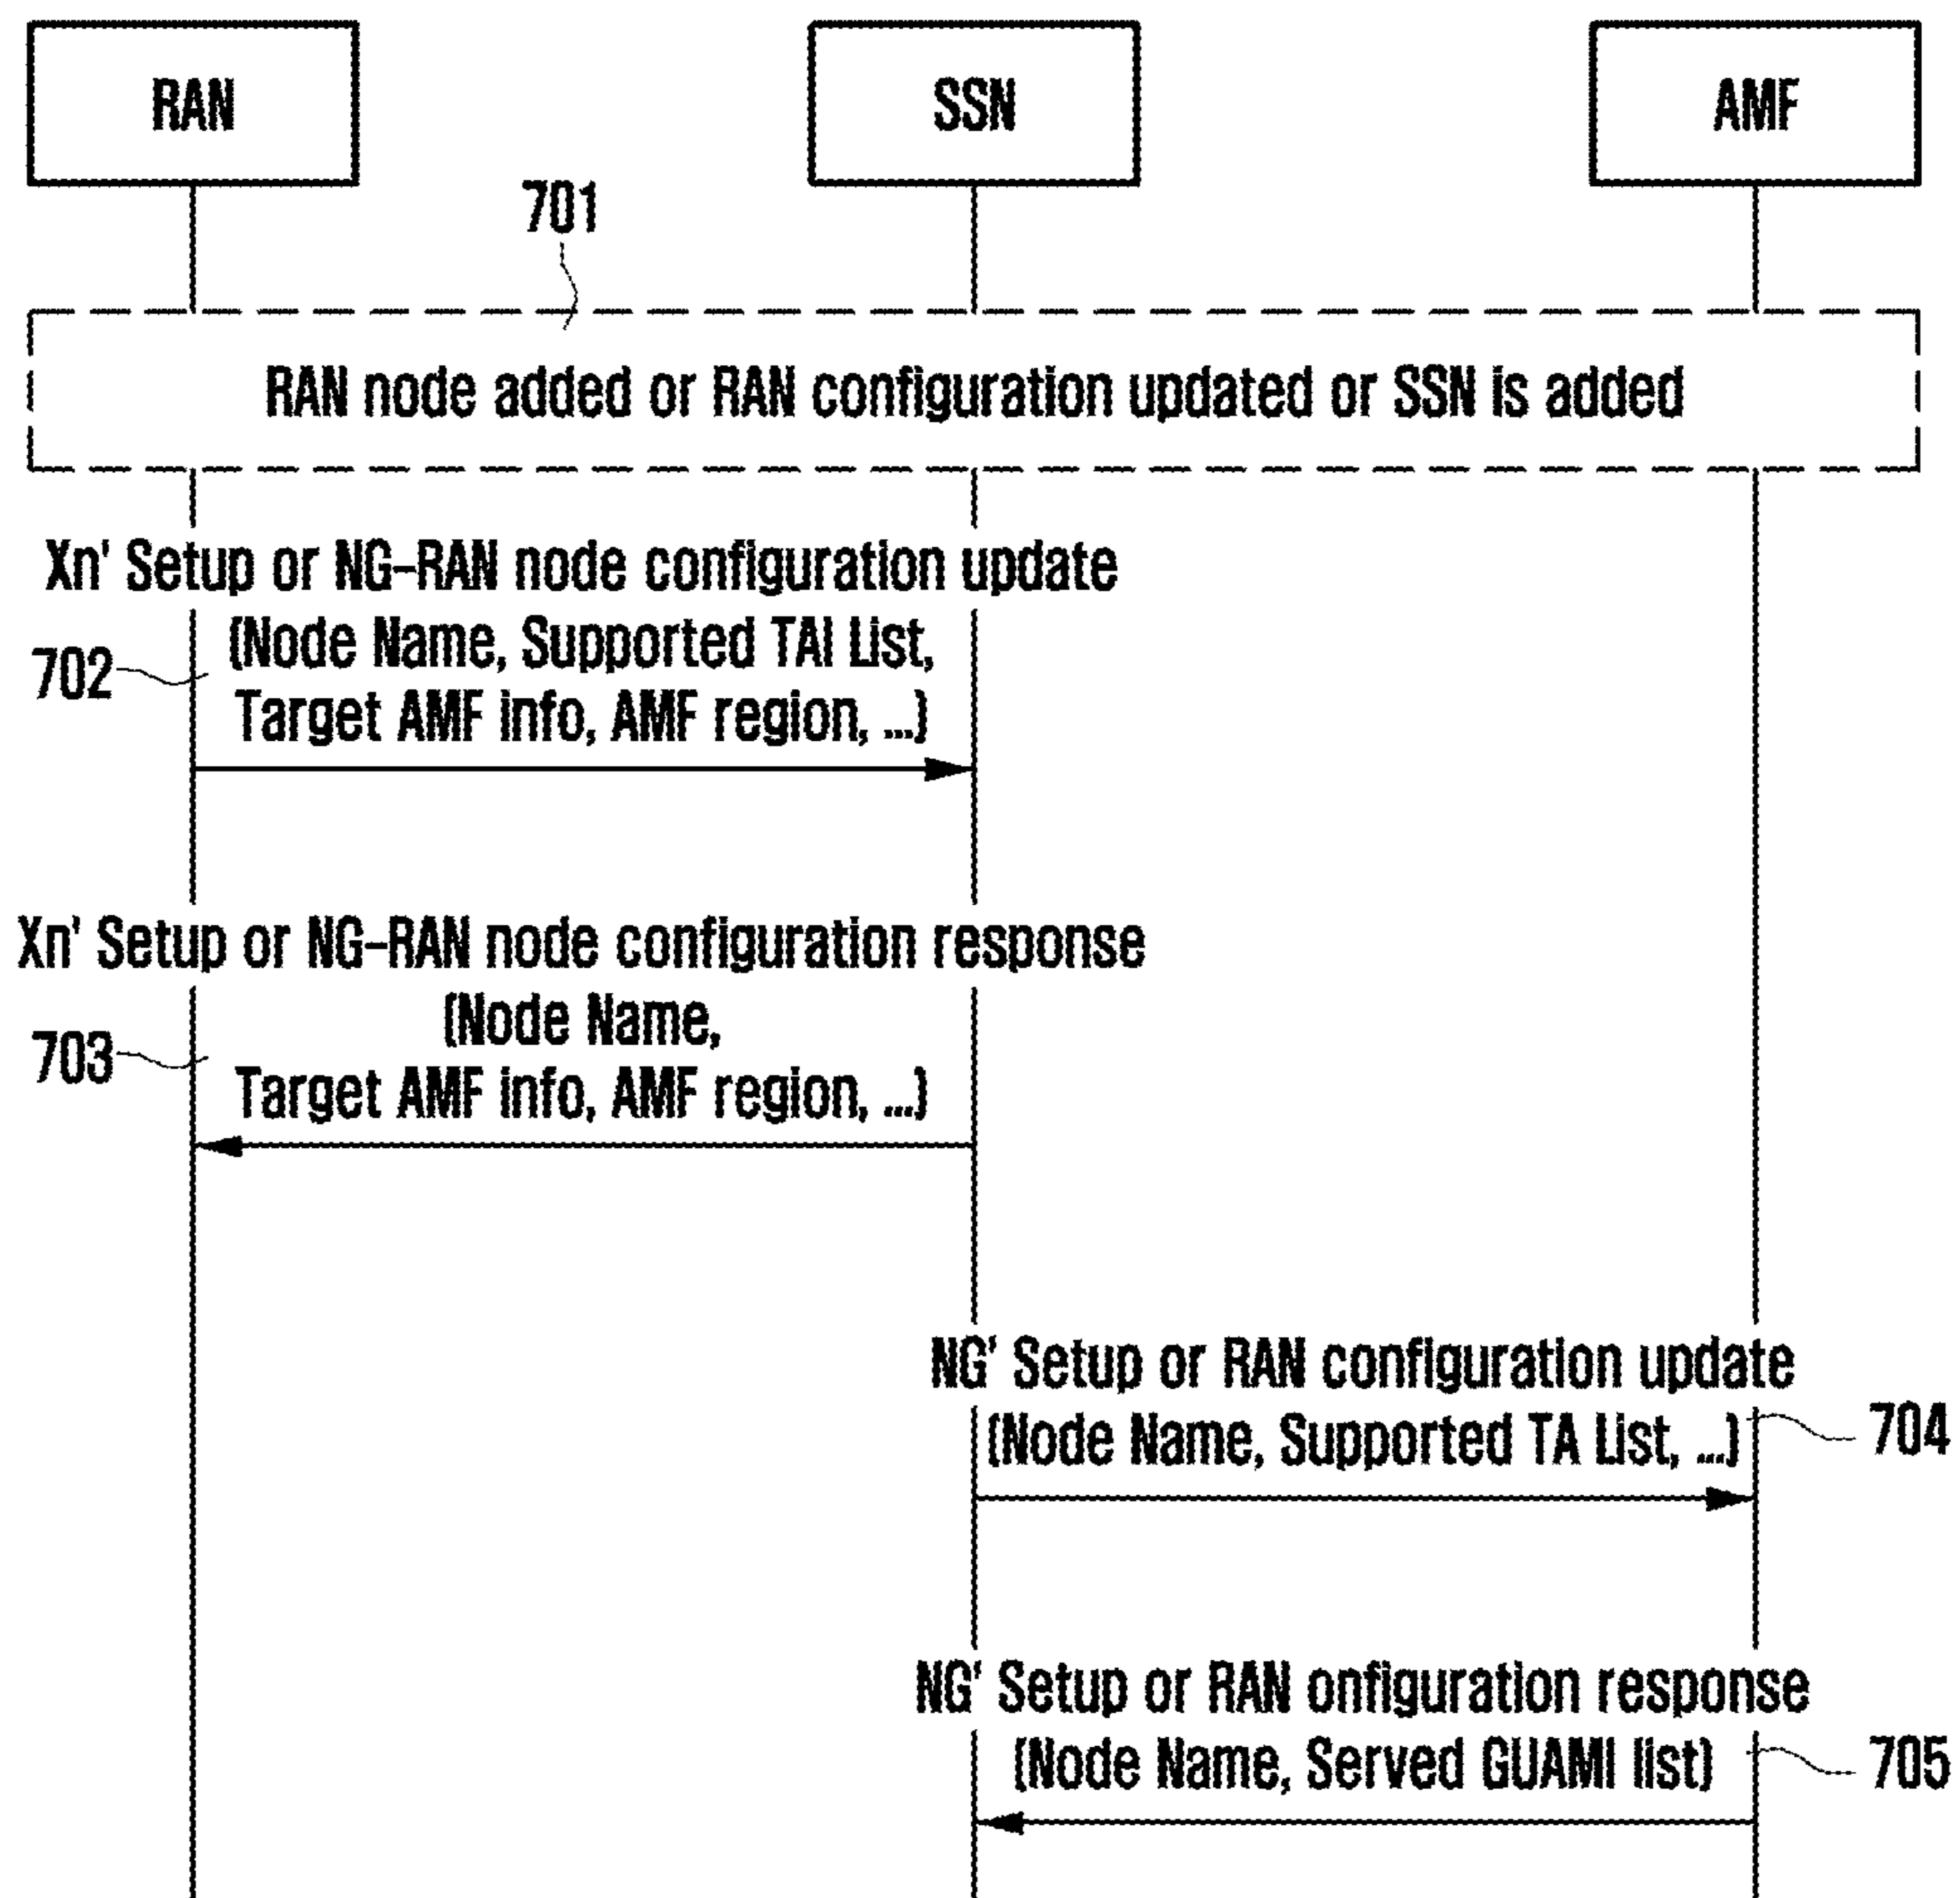 RAN
SSN
AMF
701
RAN node added or RAN configuration updated or SSN is added
Xn' Setup or NG-RAN node configuration update
(Node Name, Supported TAI List,
702
Target AMF info, AMF region, ...)
Xn' Setup or NG-RAN node configuration response
(Node Name,
703
Target AMF info, AMF region, ...)
NG' Setup or RAN configuration update
(Node Name, Supported TA List, ...)
704
NG' Setup or RAN onfiguration response
(Node Name, Served GUAMI list)
705